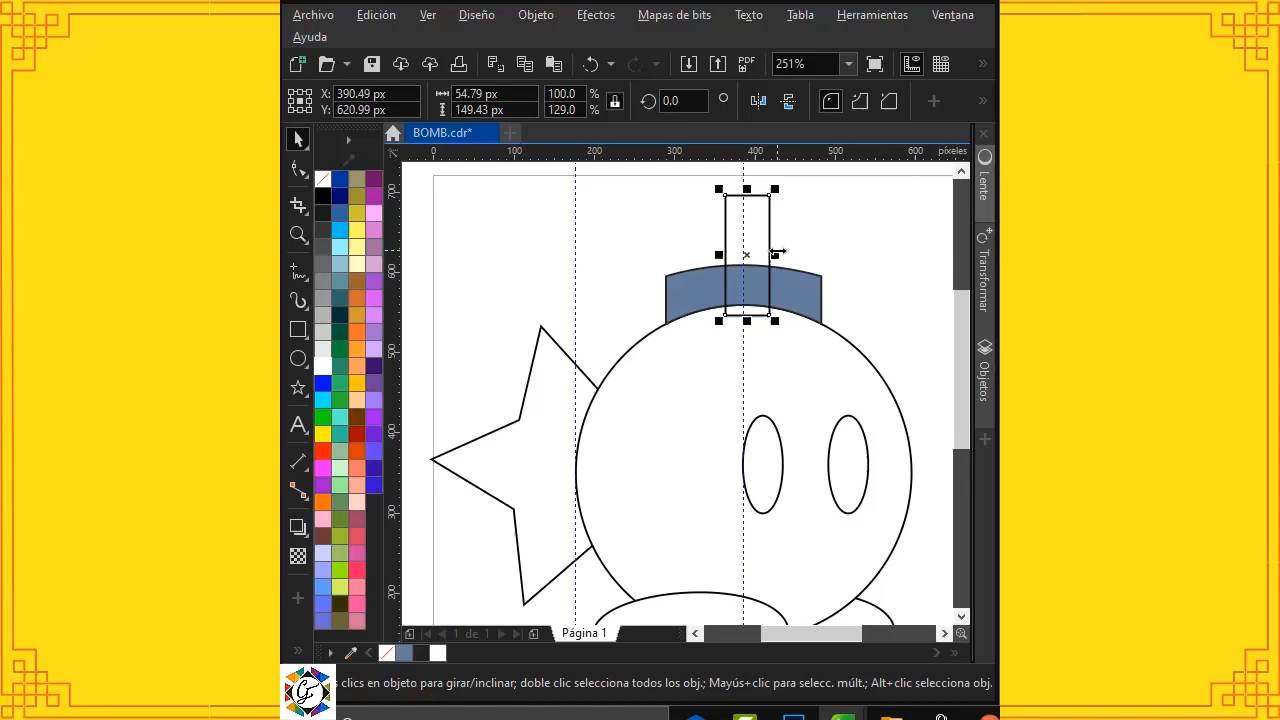 Archivo Edición Ver Diseño Objeto Efectos Mapas de bits Texto Tabla Herramientas Ventana
Ayuda
PDF 251%
X: 390.49 px 54.79 px 100.0 %
Y: 620.99 px 149.43 px 129.0 % 0.0
BOMB.cdr*
0 100 200 300 400 500 600 píxeles
700
600
500
400
300
200
Lente
Transformar
Objetos
1 de 1 Página 1
clics en objeto para girar/inclinar; doble clic selecciona todos los obj.; Mayús+clic para selecc. múlt.; Alt+clic selecciona obj.